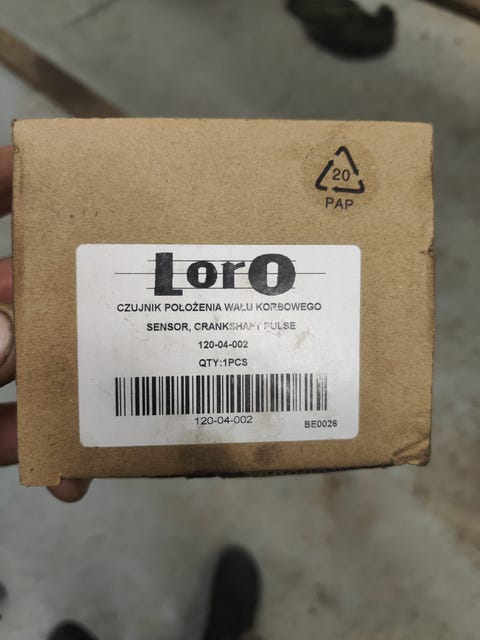 20
PAP
LorO
CZUJNIK POŁOŻENIA WAŁU KORBOWEGO
SENSOR, CRANKSHAFT PULSE
120-04-002
QTY:1PCS
120-04-002
BE0026